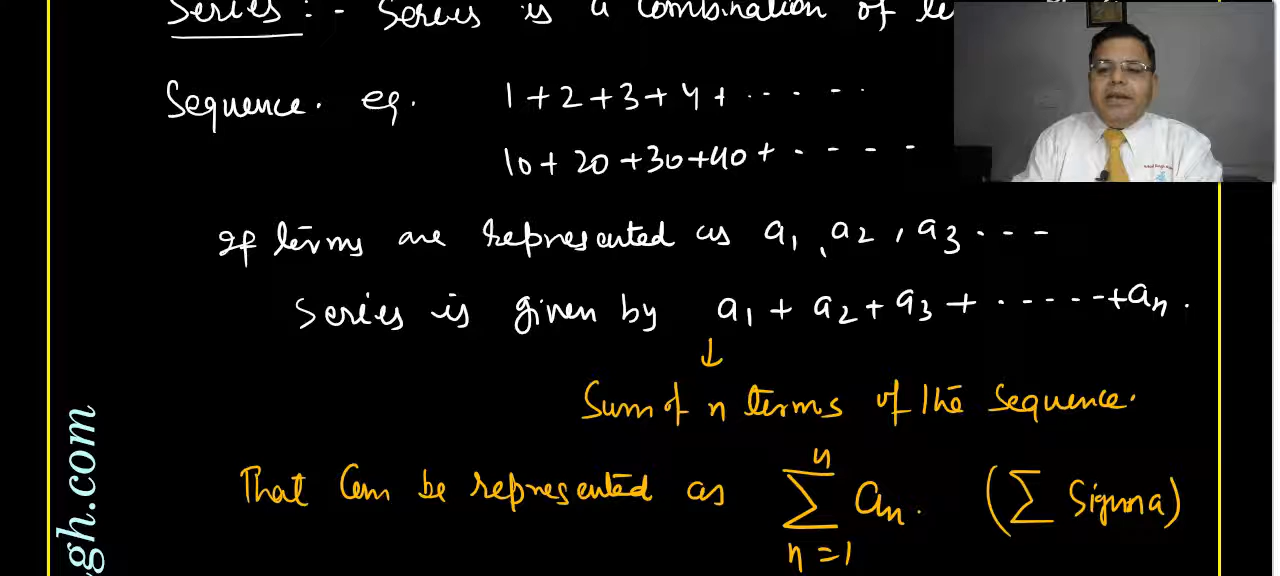 Series :- Series is a combination of
Sequence. eg. 1 + 2 + 3 + 4 + ......
10 + 20 + 30 + 40 + .....
If terms are represented as a₁, a₂, a₃ ...
Series is given by a₁ + a₂ + a₃ + ...... + aₙ.
↓
Sum of n terms of the sequence.
That Can be represented as \sum_{n=1}^{n} aₙ. (∑ Sigma)
gh.com